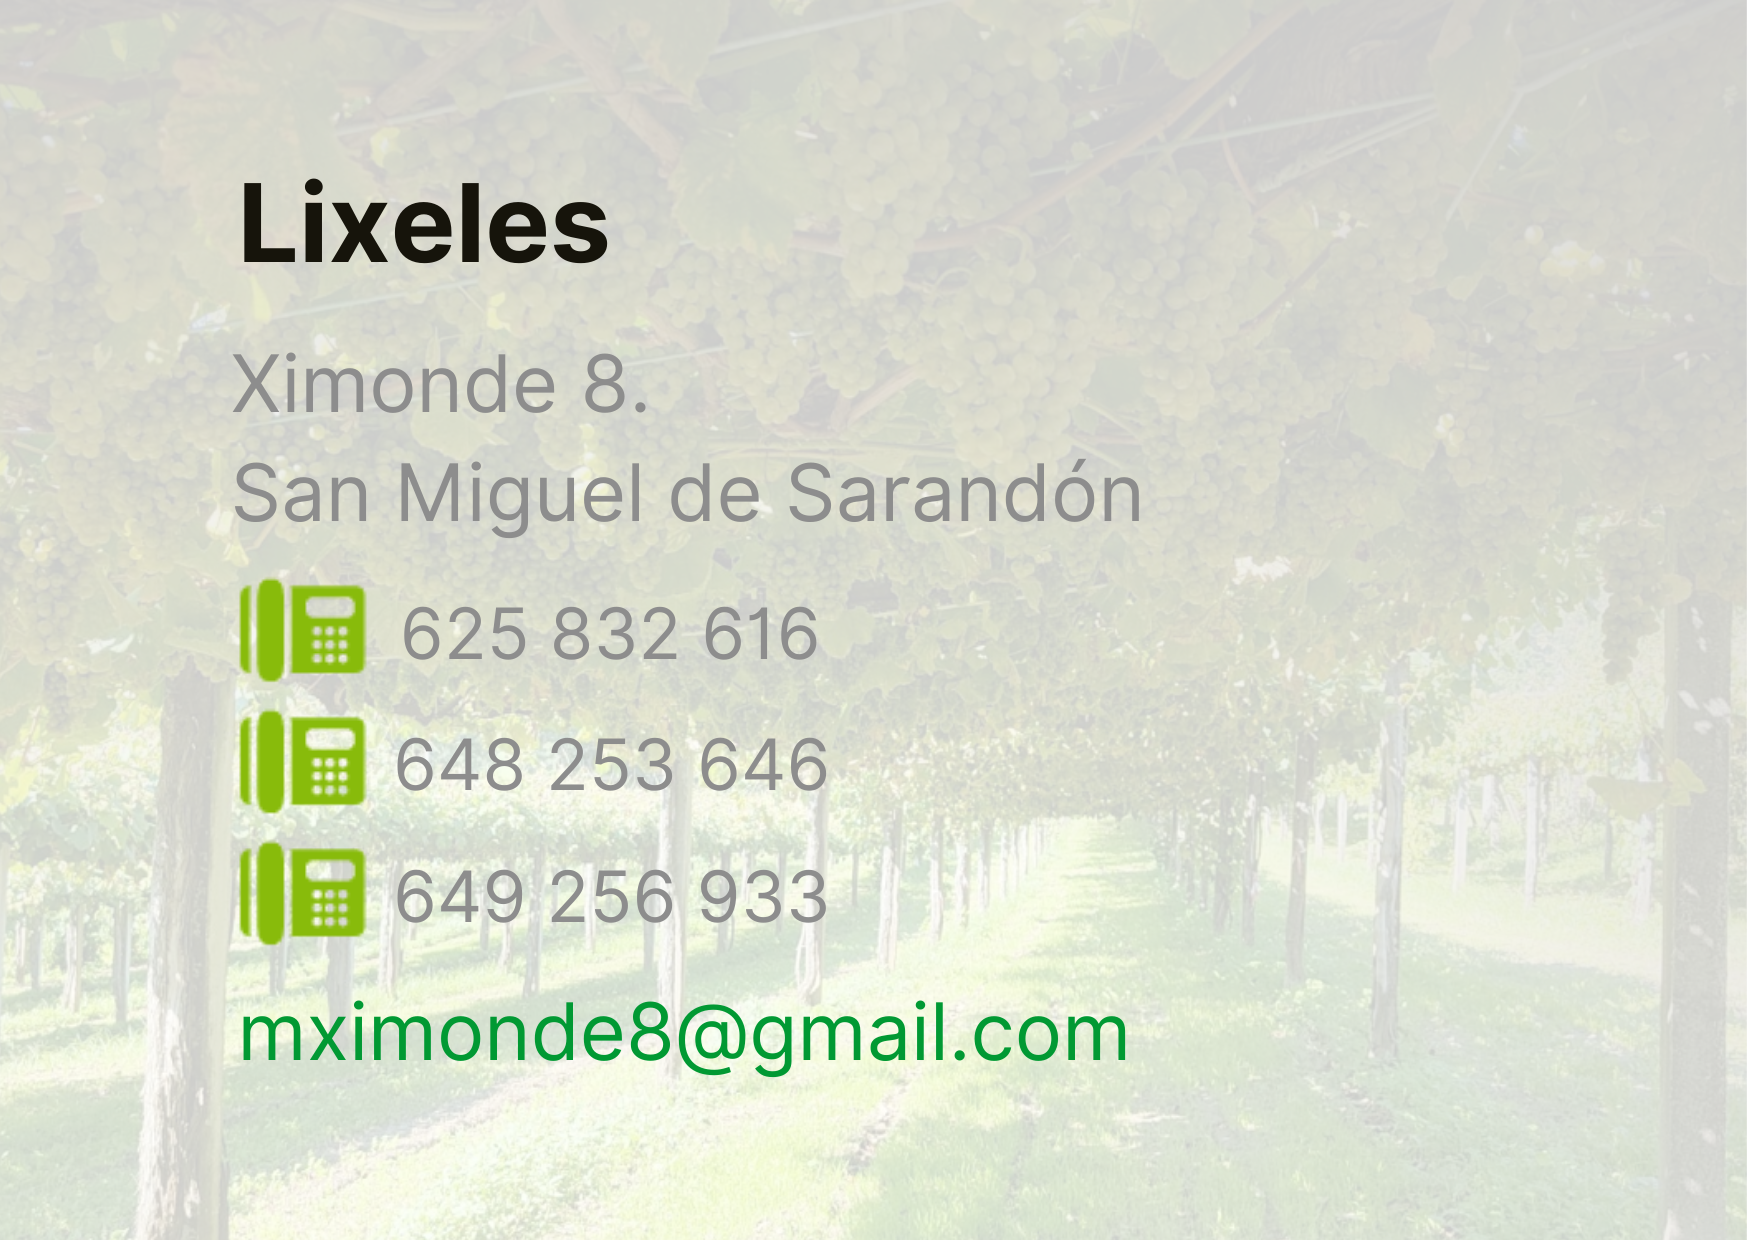 Lixeles
Ximonde 8.
San Miguel de Sarandón
625 832 616
648 253 646
649 256 933
mximonde8@gmail.com